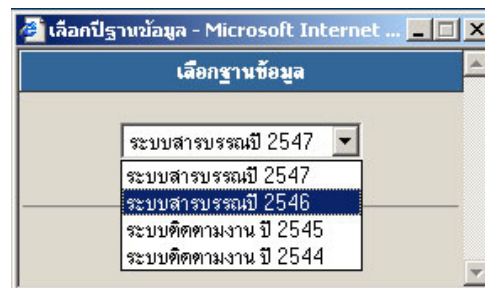 เลือกปีฐานข้อมูล - Microsoft Internet ...
เลือกฐานข้อมูล
ระบบสารบรรณปี 2547
ระบบสารบรรณปี 2547
ระบบสารบรรณปี 2546
ระบบติดตามงาน ปี 2545
ระบบติดตามงาน ปี 2544